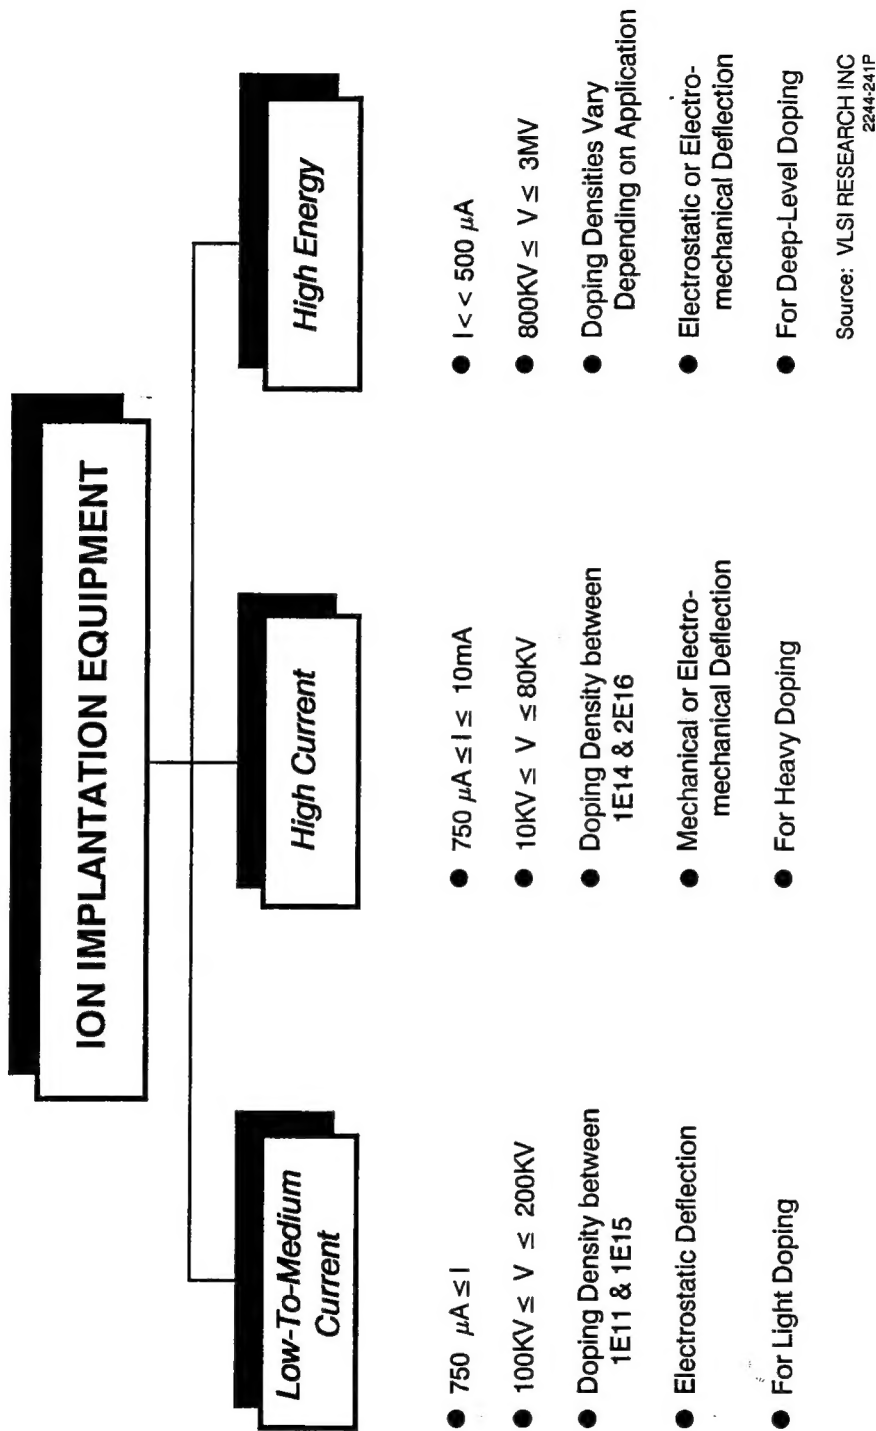 ION IMPLANTATION EQUIPMENT
Low-To-Medium
Current
● 750 μA ≤ I
● 100KV ≤ V ≤ 200KV
● Doping Density between
1E11 & 1E15
● Electrostatic Deflection
● For Light Doping
High Current
● 750 μA ≤ I ≤ 10mA
● 10KV ≤ V ≤ 80KV
● Doping Density between
1E14 & 2E16
● Mechanical or Electro-
mechanical Deflection
● For Heavy Doping
High Energy
● I < < 500 μA
● 800KV ≤ V ≤ 3MV
● Doping Densities Vary
Depending on Application
● Electrostatic or Electro-
mechanical Deflection
● For Deep-Level Doping
Source: VLSI RESEARCH INC
2244-241P